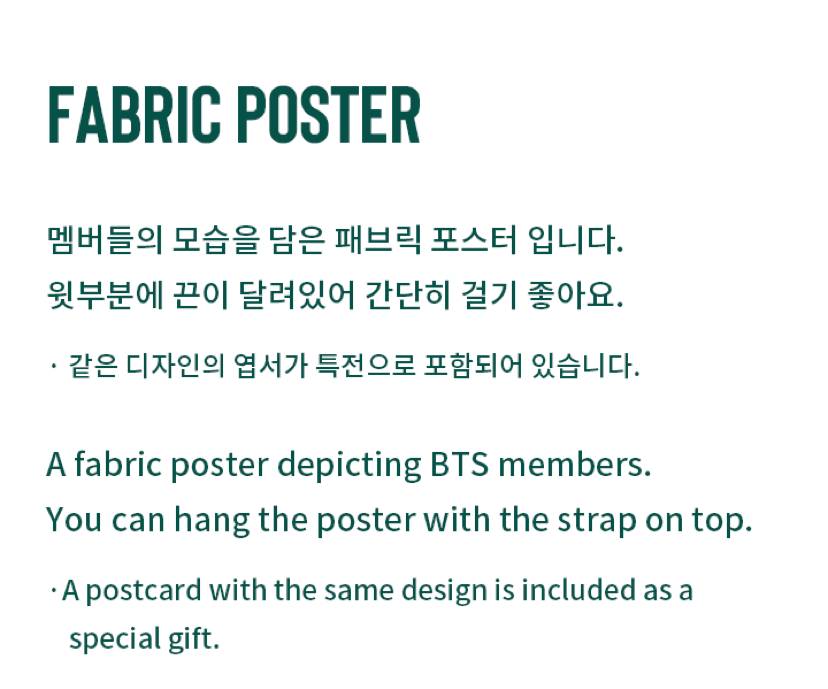 FABRIC POSTER
멤버들의 모습을 담은 패브릭 포스터 입니다.
윗부분에 끈이 달려있어 간단히 걸기 좋아요.
· 같은 디자인의 엽서가 특전으로 포함되어 있습니다.
A fabric poster depicting BTS members.
You can hang the poster with the strap on top.
· A postcard with the same design is included as a
special gift.